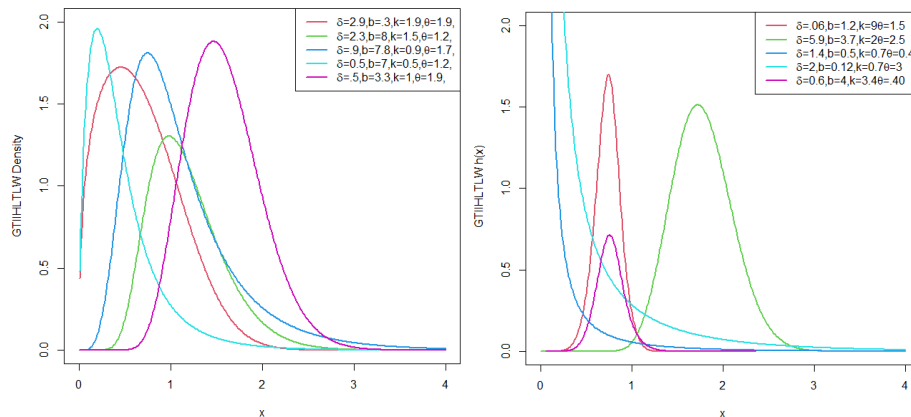 GTIIHLTLW Density
2.0
1.5
1.0
0.5
0.0
δ=2.9,b=.3,k=1.9,θ=1.9,
δ=2.3,b=8,k=1.5,θ=1.2,
δ=.9,b=7.8,k=0.9,θ=1.7,
δ=0.5,b=7,k=0.5,θ=1.2,
δ=.5,b=3.3,k=1,θ=1.9,
0 1 2 3 4
x
GTIIHLTLW h(x)
2.0
1.5
1.0
0.5
0.0
δ=.06,b=1.2,k=9θ=1.5
δ=5.9,b=3.7,k=2θ=2.5
δ=1.4,b=0.5,k=0.7θ=0.4
δ=2,b=0.12,k=0.7θ=3
δ=0.6,b=4,k=3.4θ=.40
0 1 2 3 4
x